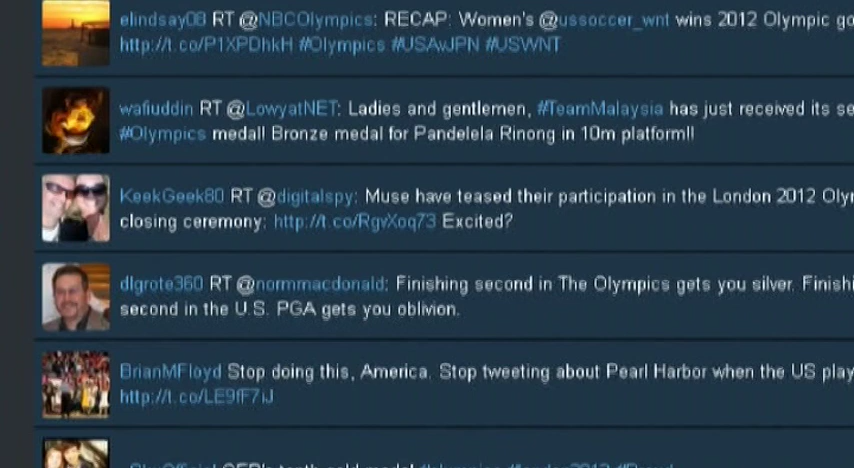 elindsay08 RT @NBCOlympics: RECAP: Women's @ussoccer_wnt wins 2012 Olympic go
http://t.co/P1XPDhkH #Olympics #USAvJPN #USWNT
wafiuddin RT @LowyatNET: Ladies and gentlemen, #TeamMalaysia has just received its se
#Olympics medal! Bronze medal for Pandelela Rinong in 10m platform!!
KeekGeek80 RT @digitalspy: Muse have teased their participation in the London 2012 Olym
closing ceremony: http://t.co/RgvXoq73 Excited?
dlgrote360 RT @normmacdonald: Finishing second in The Olympics gets you silver. Finishi
second in the U.S. PGA gets you oblivion.
BrianMFloyd Stop doing this, America. Stop tweeting about Pearl Harbor when the US play
http://t.co/LE9fF7iJ